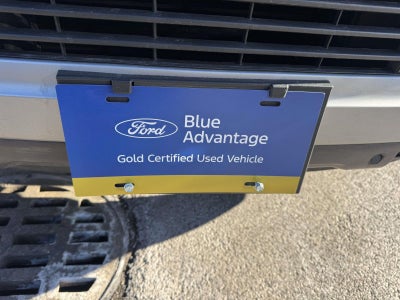 Ford
Blue
Advantage
Gold Certified Used Vehicle